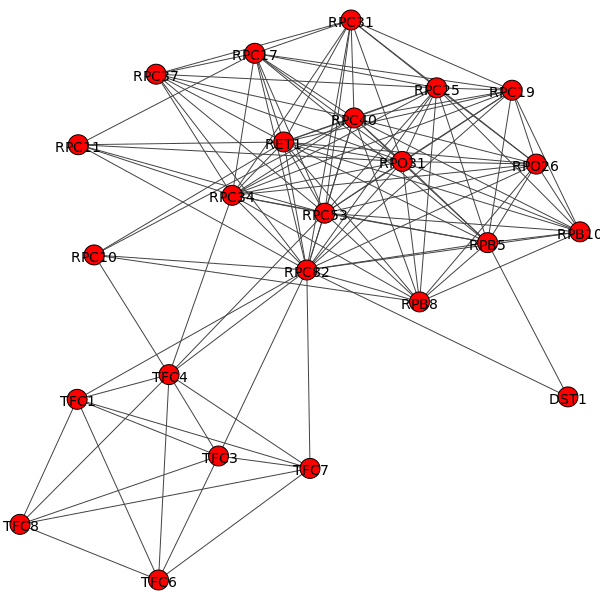 RPC31
RPC17
RPC37
RPC25
RPC19
RPC40
RET1
RPC11
RPO31
RPO26
RPC34
RPC53
RPB10
RPB5
RPC10
RPC82
RPB8
TFC4
DST1
TFC1
TFC3
TFC7
TFC8
TFC6